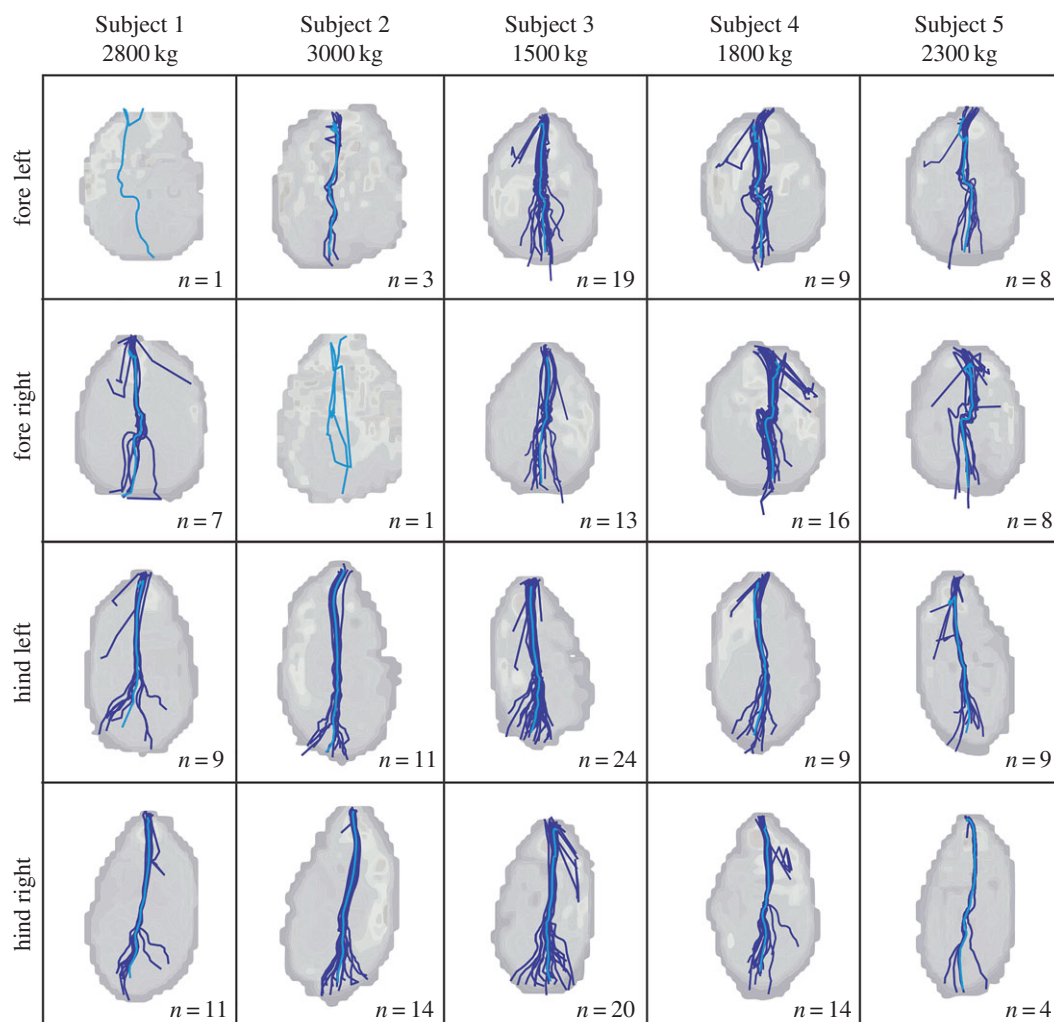 Subject 1 Subject 2 Subject 3 Subject 4 Subject 5
2800 kg 3000 kg 1500 kg 1800 kg 2300 kg
fore left
n = 1 n = 3 n = 19 n = 9 n = 8
fore right
n = 7 n = 1 n = 13 n = 16 n = 8
hind left
n = 9 n = 11 n = 24 n = 9 n = 9
hind right
n = 11 n = 14 n = 20 n = 14 n = 4